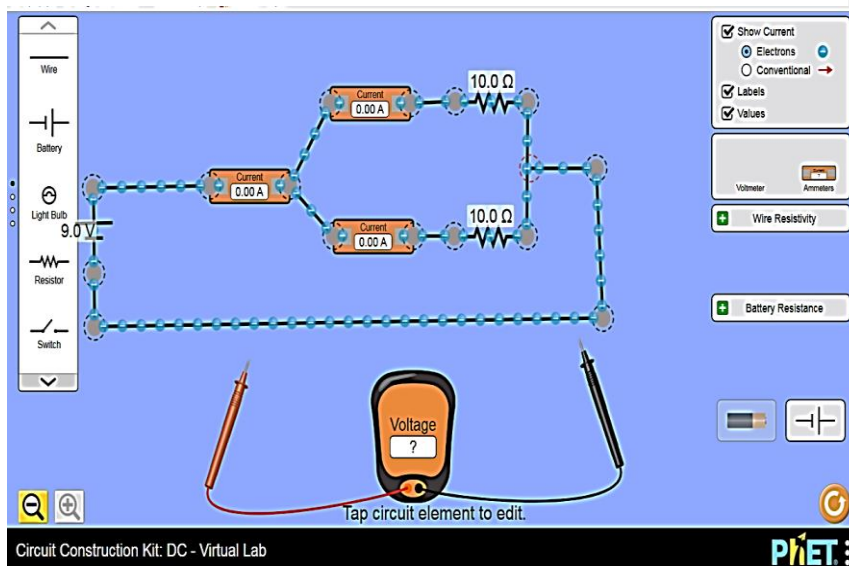 Wire
Battery
Light Bulb
Resistor
Switch
9.0 V
Current
0.00 A
Current
0.00 A
10.0 Ω
Current
0.00 A
10.0 Ω
Show Current
Electrons
Conventional
Labels
Values
Voltmeter
Current
?
Ammeters
Wire Resistivity
Battery Resistance
Voltage
?
Tap circuit element to edit.
Circuit Construction Kit: DC - Virtual Lab
PhET